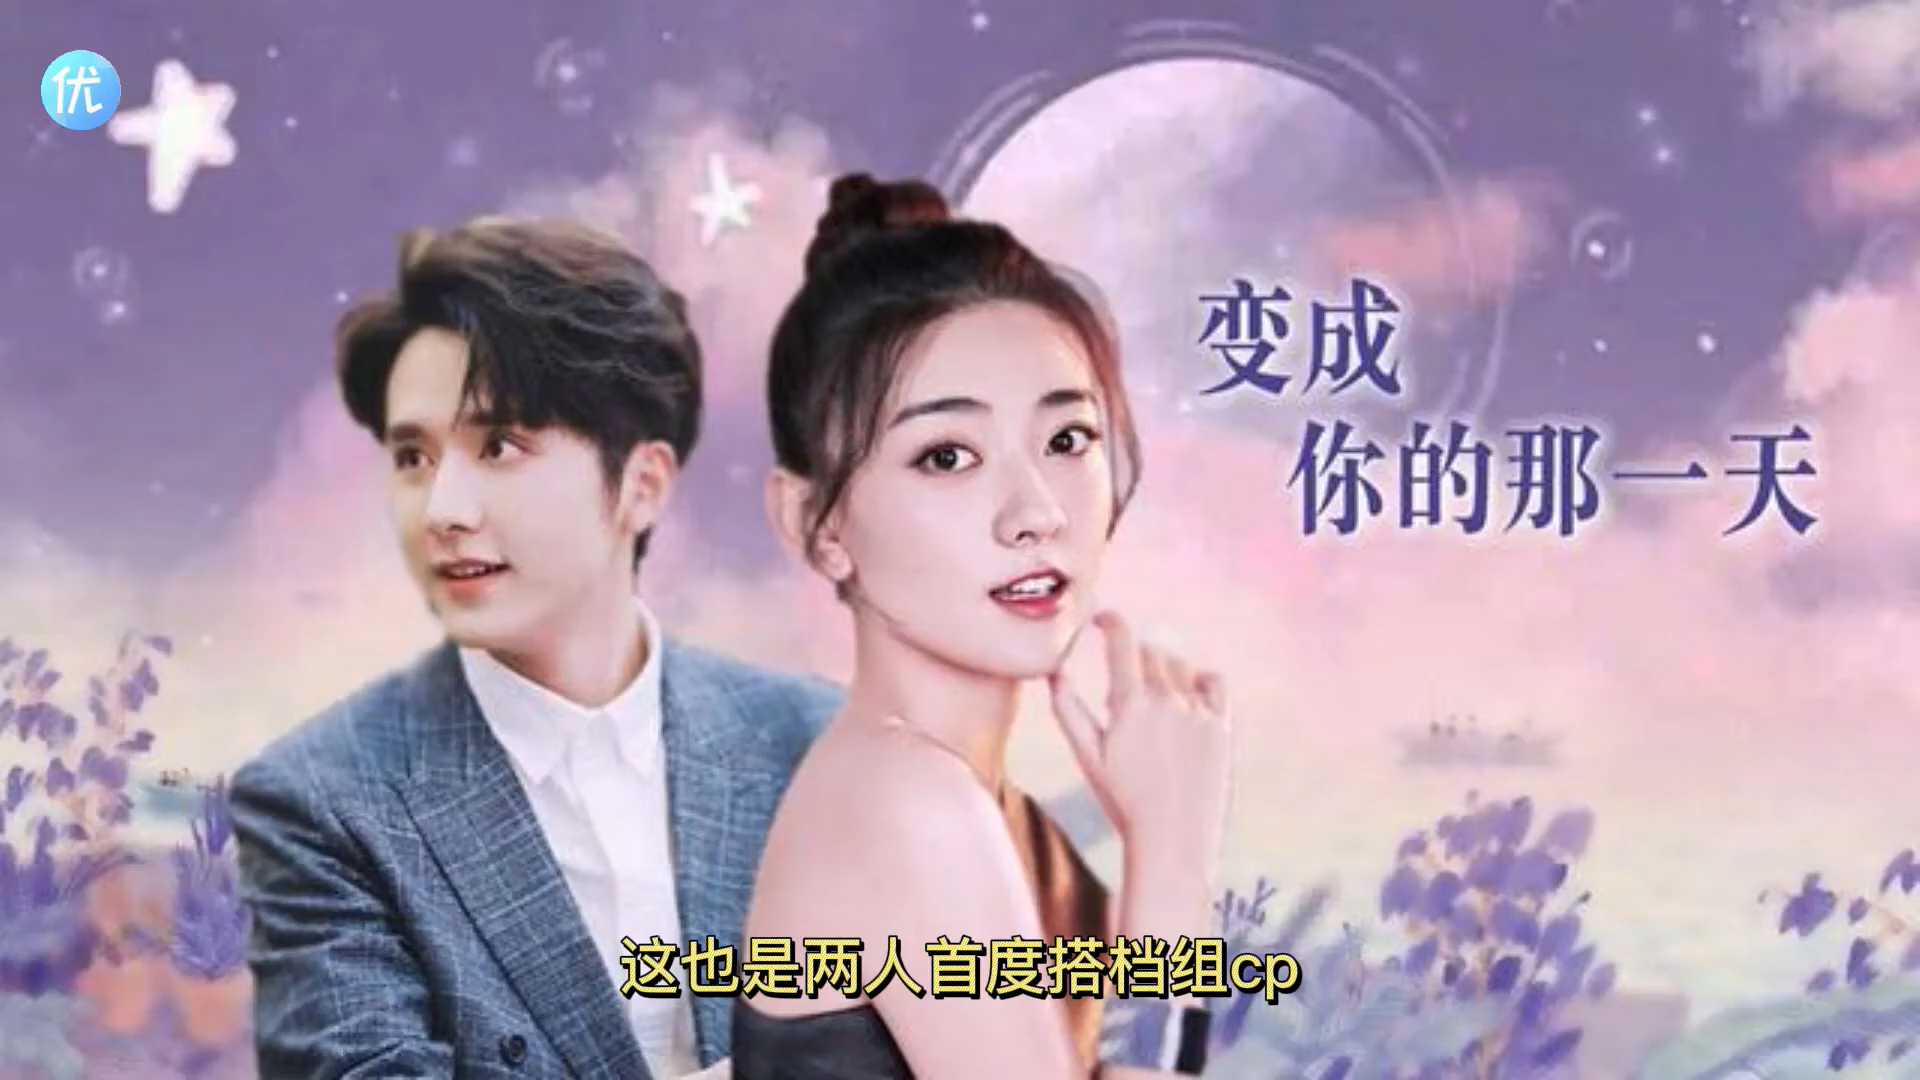 优
变成
你的那一天
这也是两人首度搭档组cp